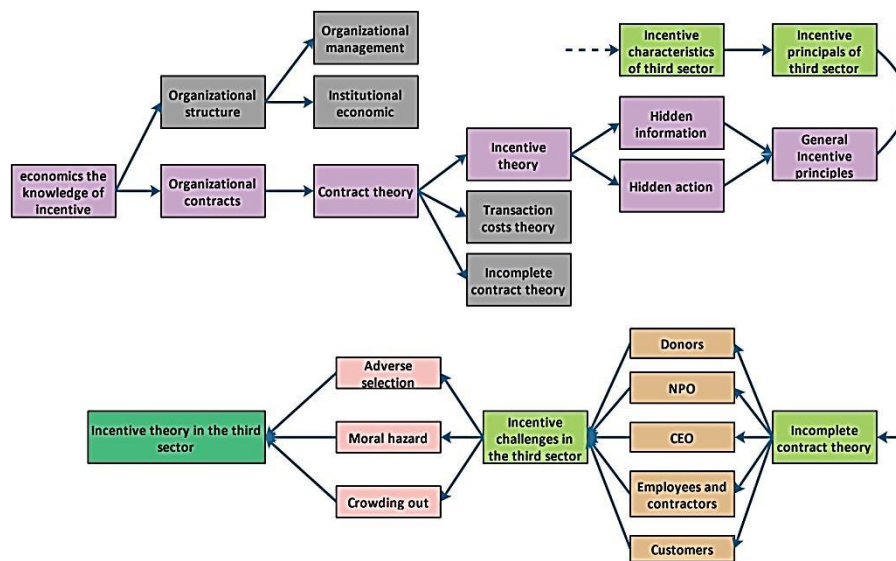 Organizational
management
Incentive
characteristics
of third sector
Incentive
principals of
third sector
Organizational
structure
Institutional
economic
Hidden
information
Incentive
theory
General
Incentive
principles
economics the
knowledge of
incentive
Organizational
contracts
Contract theory
Hidden action
Transaction
costs theory
Incomplete
contract theory
Donors
Adverse
selection
NPO
Incentive theory in the third
sector
Moral hazard
Incentive
challenges in
the third sector
CEO
Incomplete
contract theory
Crowding out
Employees and
contractors
Customers